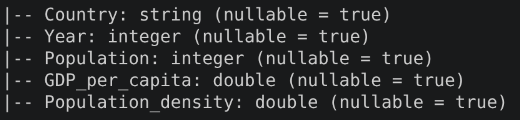 |-- Country: string (nullable = true)
|-- Year: integer (nullable = true)
|-- Population: integer (nullable = true)
|-- GDP_per_capita: double (nullable = true)
|-- Population_density: double (nullable = true)